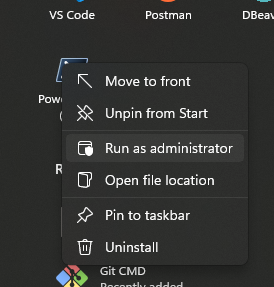 VS Code
Postman
DBeav
Pow
Move to front
Unpin from Start
Run as administrator
R
Open file location
Pin to taskbar
Uninstall
Git CMD
Recently added